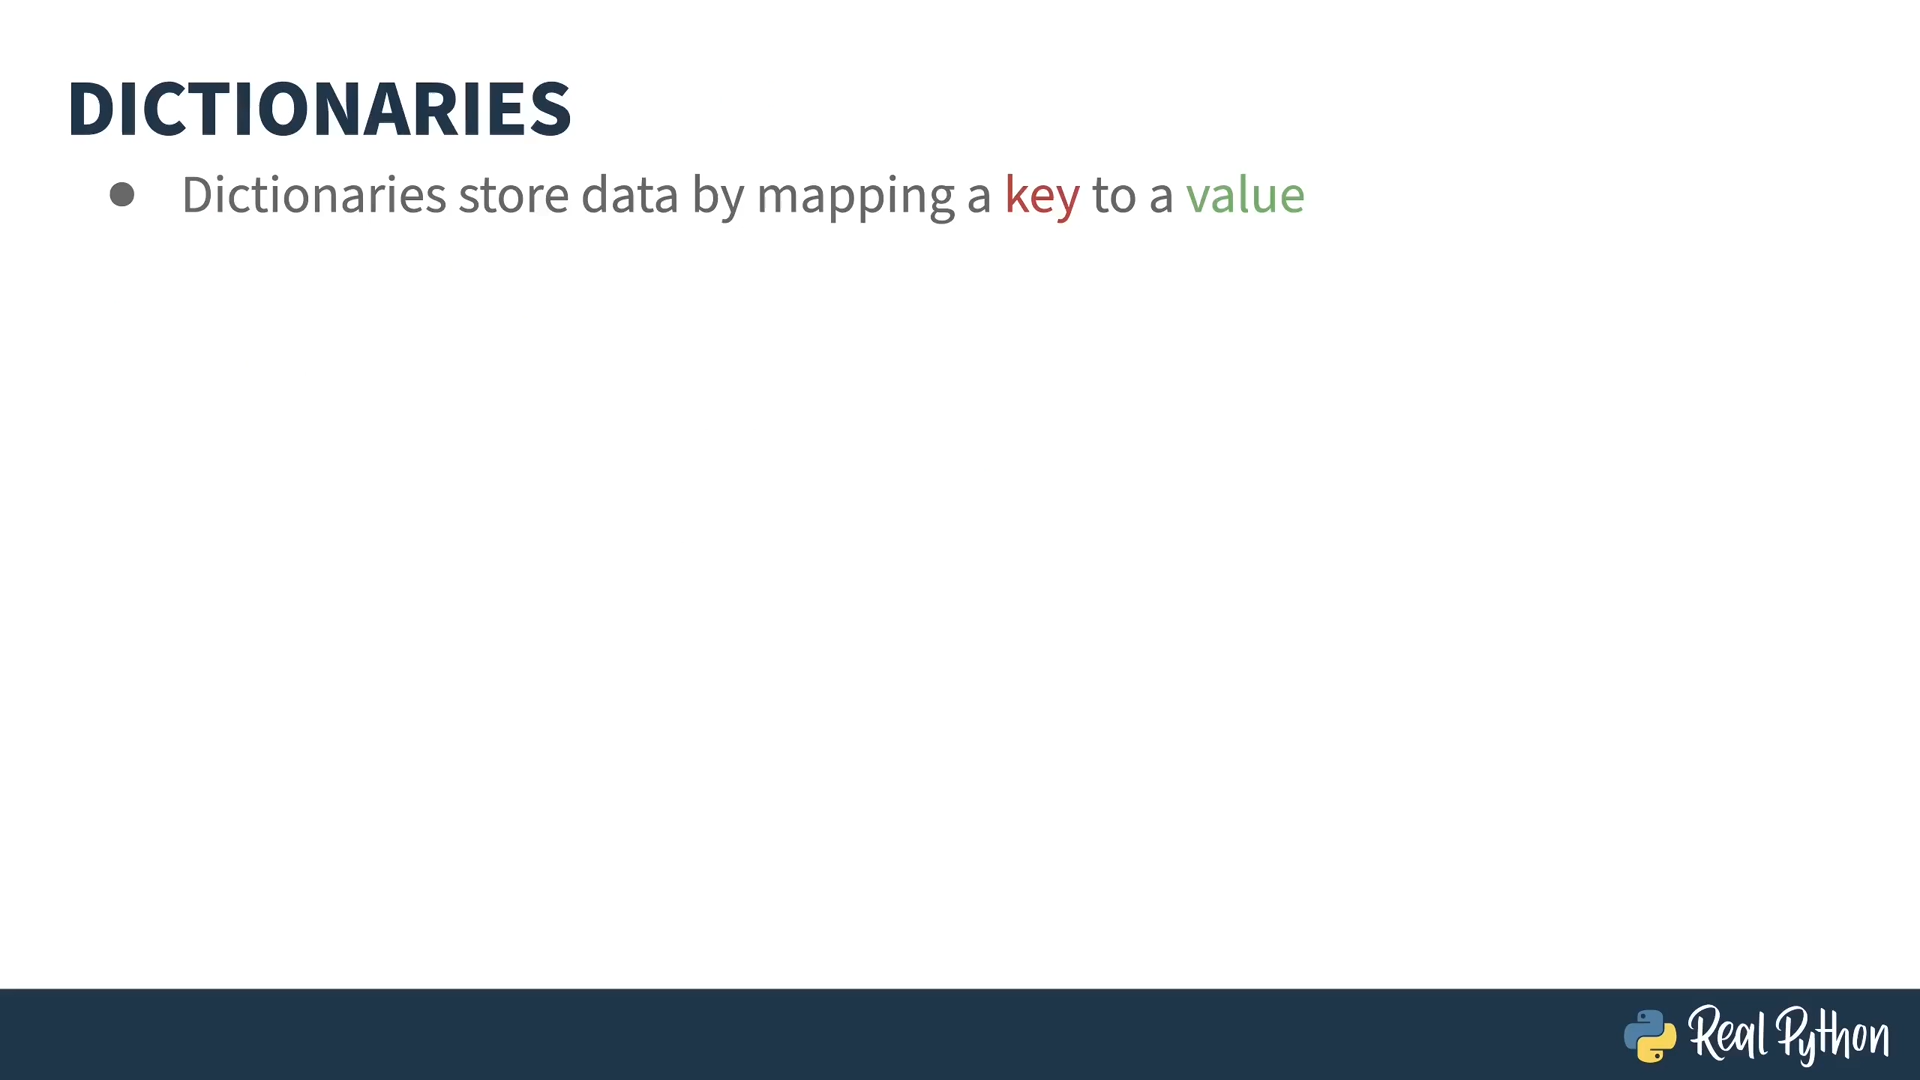 DICTIONARIES
● Dictionaries store data by mapping a key to a value
Real Python